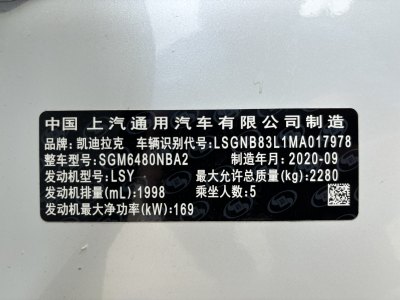 中国 上汽通用汽车有限公司制造
品牌: 凯迪拉克 车辆识别代号: LSGNB83L1MA017978
整车型号: SGM6480NBA2 制造年月: 2020-09
发动机型号: LSY 最大允许总质量(kg): 2280
发动机排量(mL): 1998 乘坐人数: 5
发动机最大净功率(kW): 169